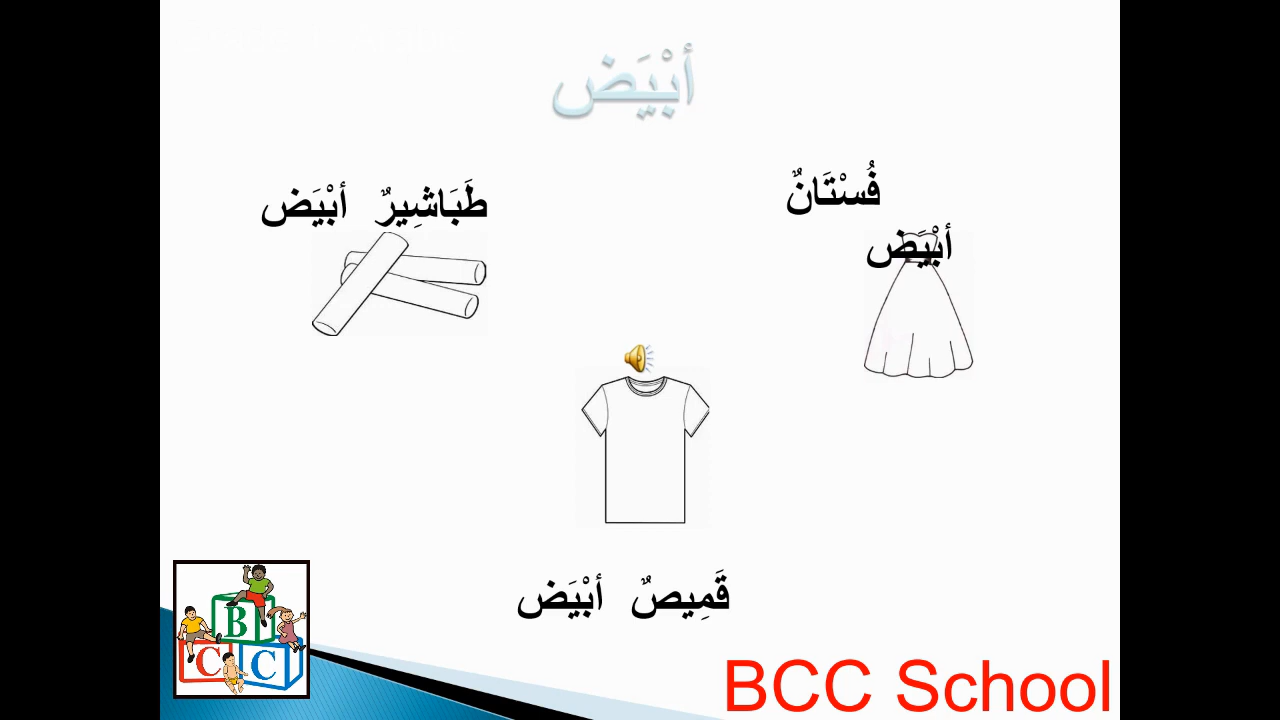 أبْيَض
فُسْتَانٌ
أبْيَض
طَبَاشِيرٌ أبْيَض
قَمِيصٌ أبْيَض
B
C C
BCC School